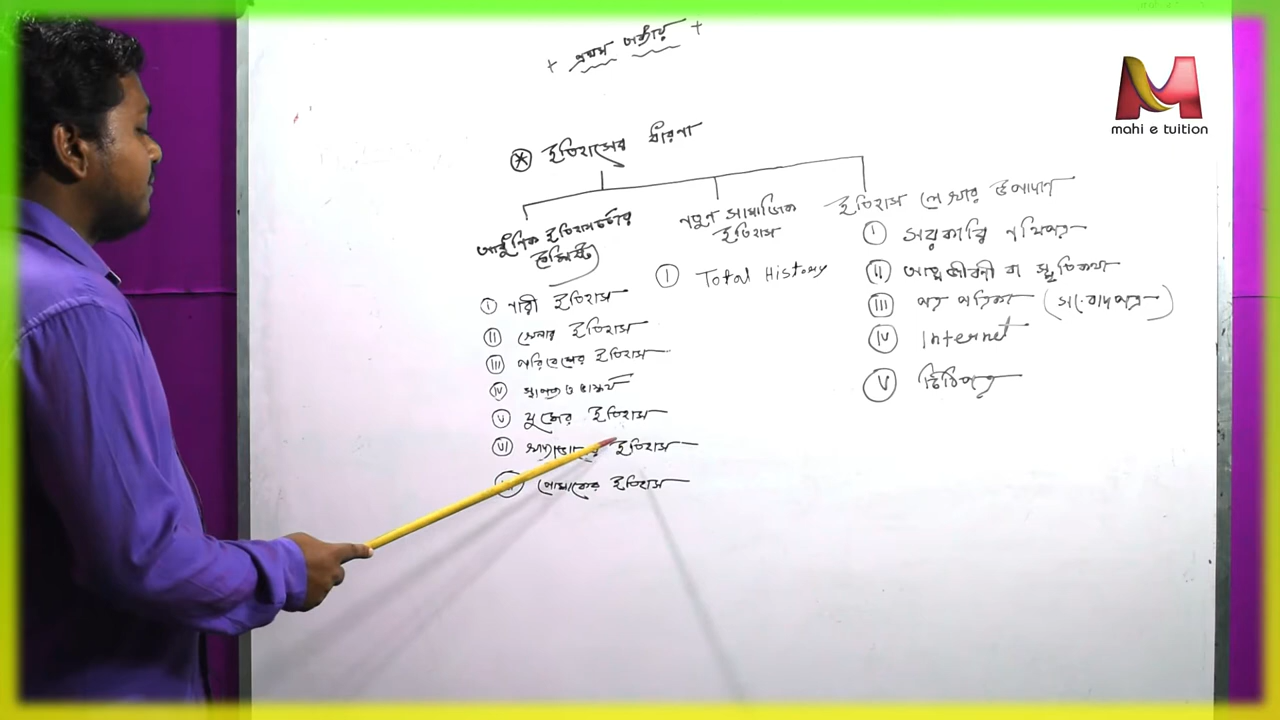 + প্রথম অধ্যায় +
* ইতিহাসের ধারনা
আধুনিক ইতিহাসচর্চার
বৈশিষ্ট্য
I নারী ইতিহাস
II খেলার ইতিহাস
III পরিবেশের ইতিহাস
IV স্থাপত্য ও ভাস্কর্য
V যুদ্ধের ইতিহাস
VI ইতিহাস
পোষাকের ইতিহাস
নতুন সামাজিক
ইতিহাস
I Total History
ইতিহাস লেখার উপাদান
I সরকারি নথিপত্র
II আত্মজীবনী বা স্মৃতিকথা
III পত্র পত্রিকা (সংবাদপত্র)
IV Internet
V চিঠিপত্র
M
mahi e tuition